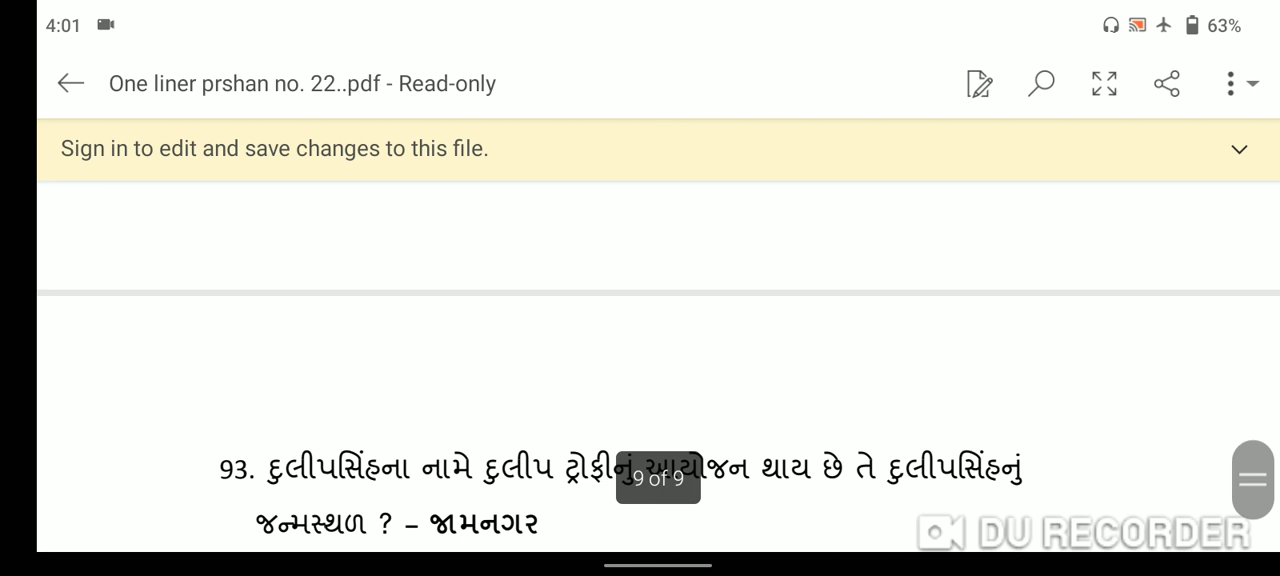 4:01
63%
One liner prshan no. 22..pdf - Read-only
Sign in to edit and save changes to this file.
93. દુલીપસિંહના નામે દુલીપ ટ્રોફીનું આયોજન થાય છે તે દુલીપસિંહનું
9 of 9
જન્મસ્થળ ? – જામનગર
DU RECORDER